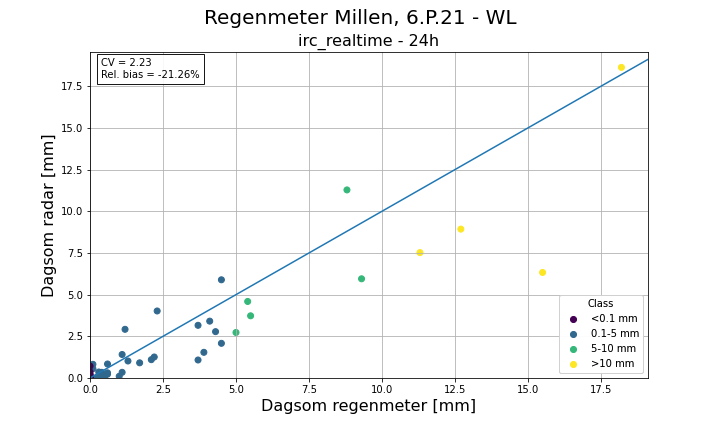 Regenmeter Millen, 6.P.21 - WL
irc_realtime - 24h
CV = 2.23
Rel. bias = -21.26%
Dagsom radar [mm]
17.5
15.0
12.5
10.0
7.5
5.0
2.5
0.0
Class
<0.1 mm
0.1-5 mm
5-10 mm
>10 mm
0.0 2.5 5.0 7.5 10.0 12.5 15.0 17.5
Dagsom regenmeter [mm]